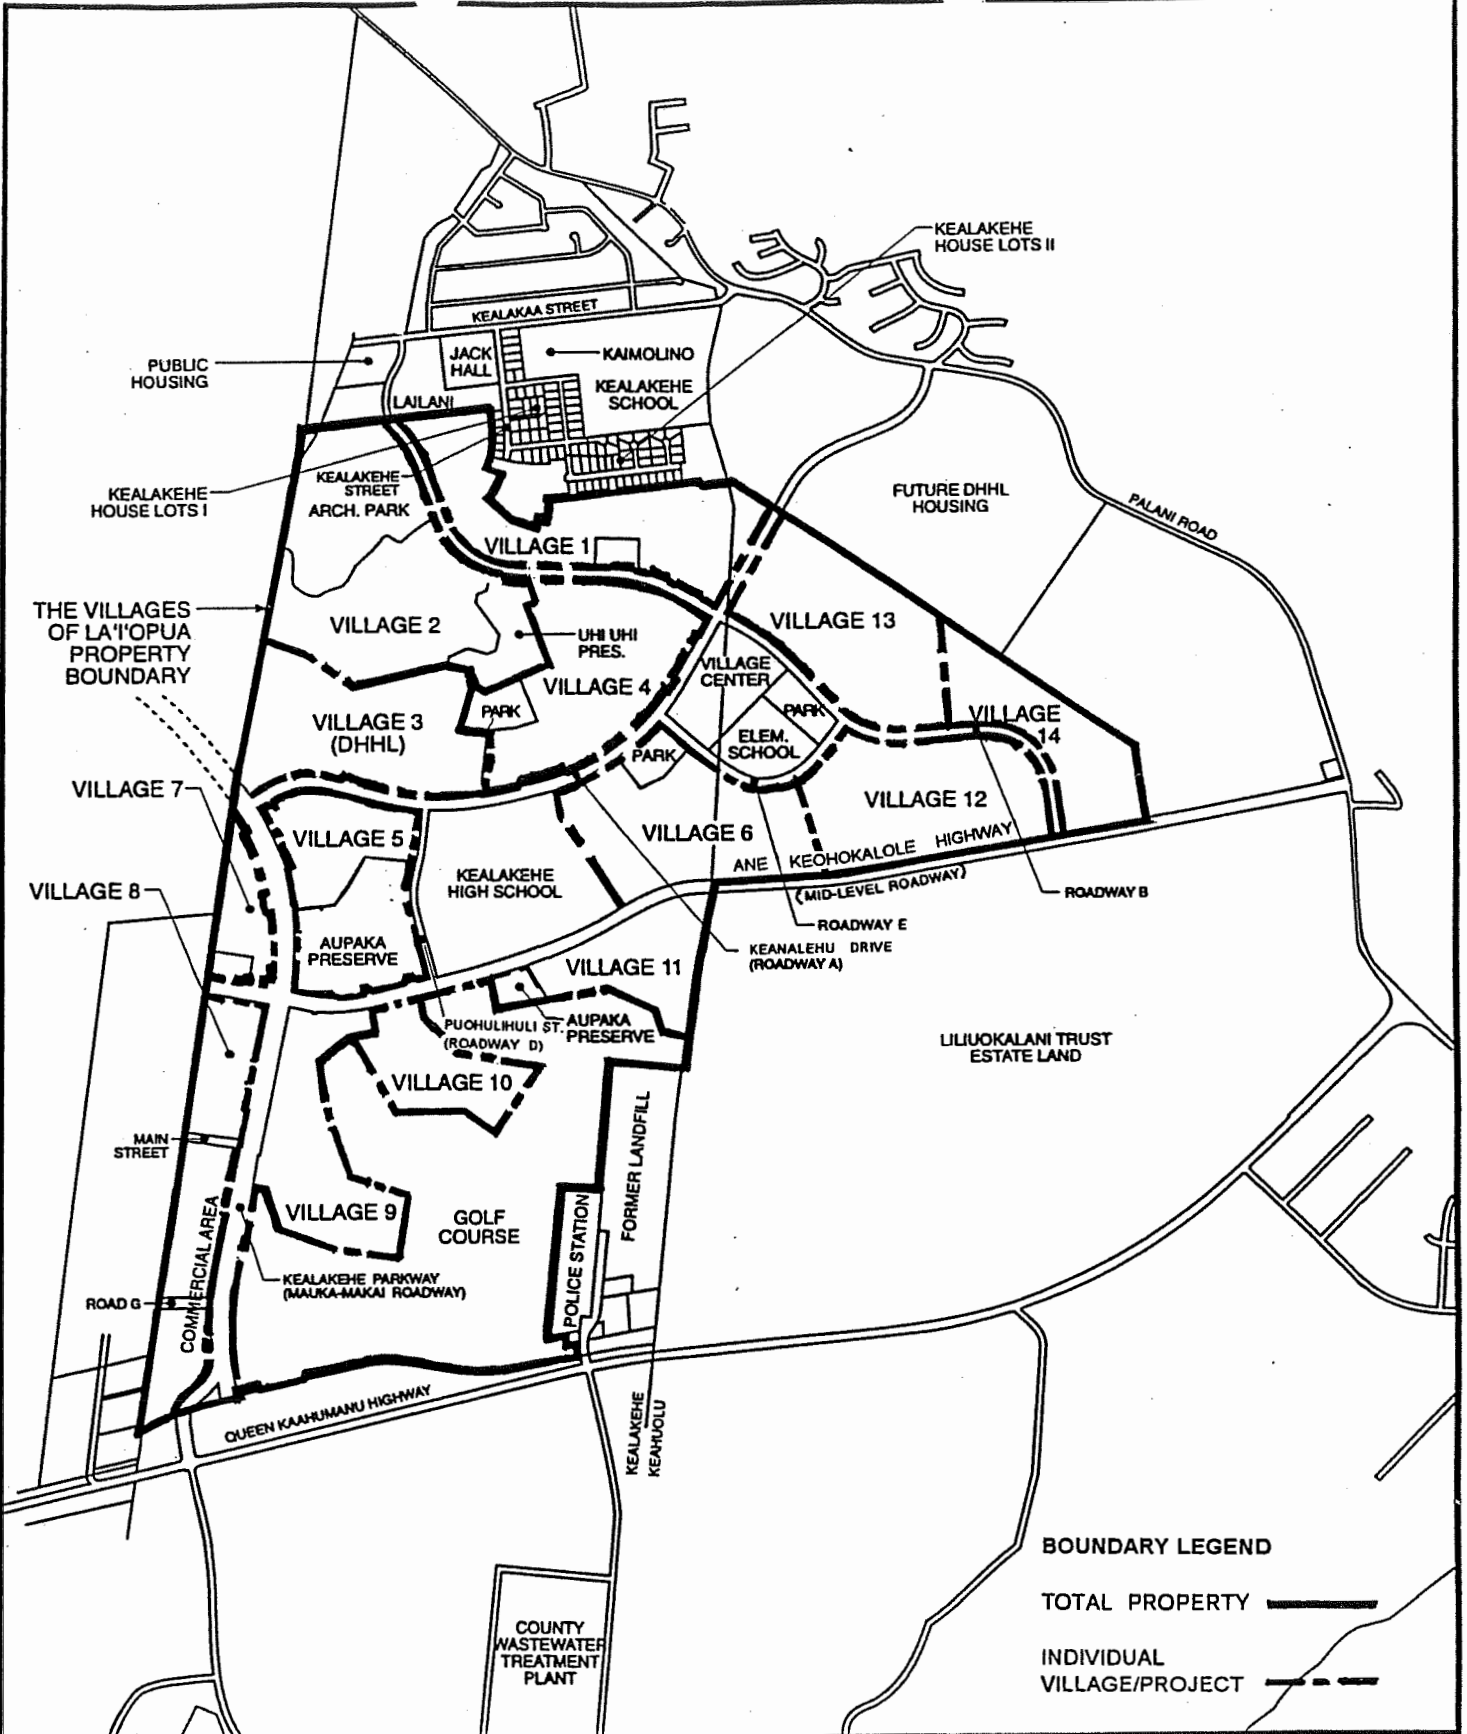 KEALAKEHE
HOUSE LOTS II
KEALAKAA STREET
PUBLIC
HOUSING
JACK
HALL
KAIMOLINO
KEALAKEHE
SCHOOL
LAILANI
KEALAKEHE
STREET
KEALAKEHE
HOUSE LOTS I
ARCH. PARK
FUTURE DHHL
HOUSING
PALANI ROAD
VILLAGE 1
THE VILLAGES
OF LA'I'OPUA
PROPERTY
BOUNDARY
VILLAGE 2
UHI UHI
PRES.
VILLAGE 13
VILLAGE
CENTER
VILLAGE 4
PARK
PARK
VILLAGE 3
(DHHL)
VILLAGE
14
ELEM.
SCHOOL
PARK
VILLAGE 7
VILLAGE 12
VILLAGE 5
VILLAGE 6
ANE KEOHOKALOLE HIGHWAY
(MID-LEVEL ROADWAY)
KEALAKEHE
HIGH SCHOOL
VILLAGE 8
ROADWAY B
ROADWAY E
KEANALEHU DRIVE
(ROADWAY A)
AUPAKA
PRESERVE
VILLAGE 11
PUOHULIHULI ST.
(ROADWAY D)
AUPAKA
PRESERVE
LILIUOKALANI TRUST
ESTATE LAND
VILLAGE 10
FORMER LANDFILL
MAIN
STREET
VILLAGE 9
GOLF
COURSE
POLICE STATION
COMMERCIAL AREA
KEALAKEHE PARKWAY
(MAUKA-MAKAI ROADWAY)
ROAD G
QUEEN KAAHUMANU HIGHWAY
KEALAKEHE
KEAHUOLU
BOUNDARY LEGEND
TOTAL PROPERTY
INDIVIDUAL
VILLAGE/PROJECT
COUNTY
WASTEWATER
TREATMENT
PLANT